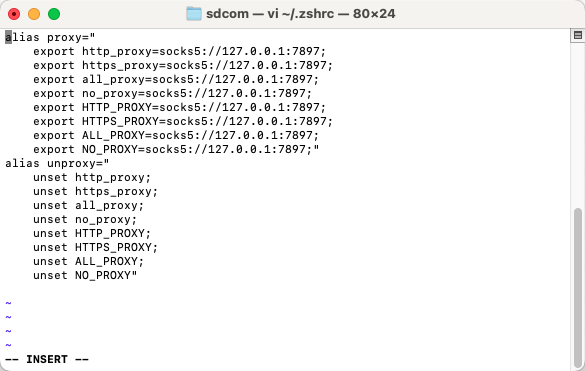 sdcom — vi ~/.zshrc — 80×24
alias proxy="
    export http_proxy=socks5://127.0.0.1:7897;
    export https_proxy=socks5://127.0.0.1:7897;
    export all_proxy=socks5://127.0.0.1:7897;
    export no_proxy=socks5://127.0.0.1:7897;
    export HTTP_PROXY=socks5://127.0.0.1:7897;
    export HTTPS_PROXY=socks5://127.0.0.1:7897;
    export ALL_PROXY=socks5://127.0.0.1:7897;
    export NO_PROXY=socks5://127.0.0.1:7897;"
alias unproxy="
    unset http_proxy;
    unset https_proxy;
    unset all_proxy;
    unset no_proxy;
    unset HTTP_PROXY;
    unset HTTPS_PROXY;
    unset ALL_PROXY;
    unset NO_PROXY"
~
~
~
~
-- INSERT --